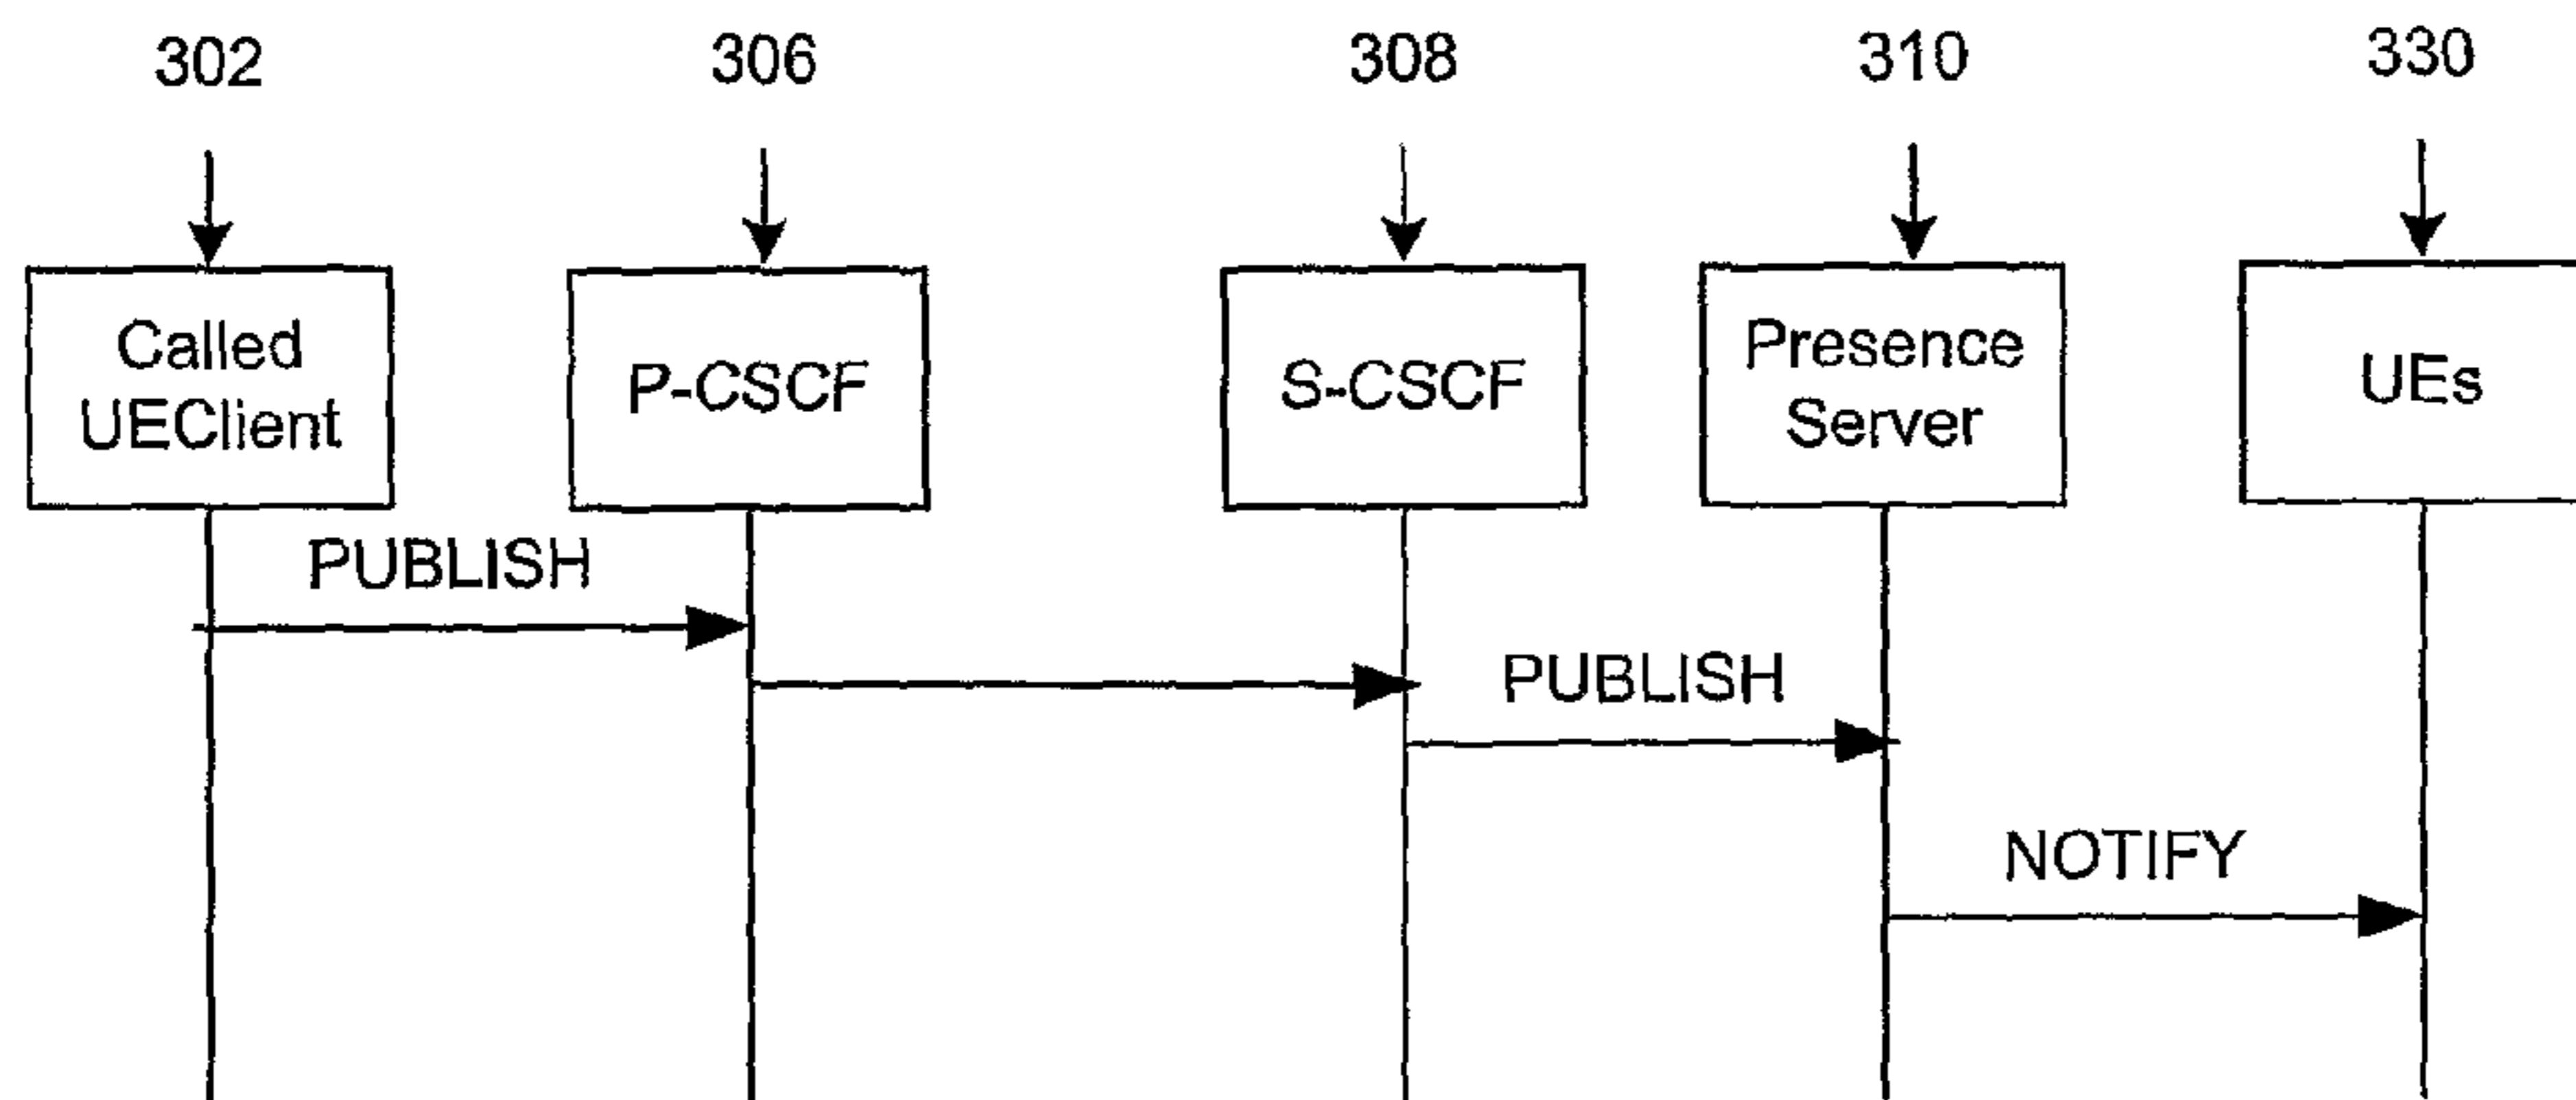 302
306
308
310
330
Called
UEClient
P-CSCF
S-CSCF
Presence
Server
UEs
PUBLISH
PUBLISH
NOTIFY